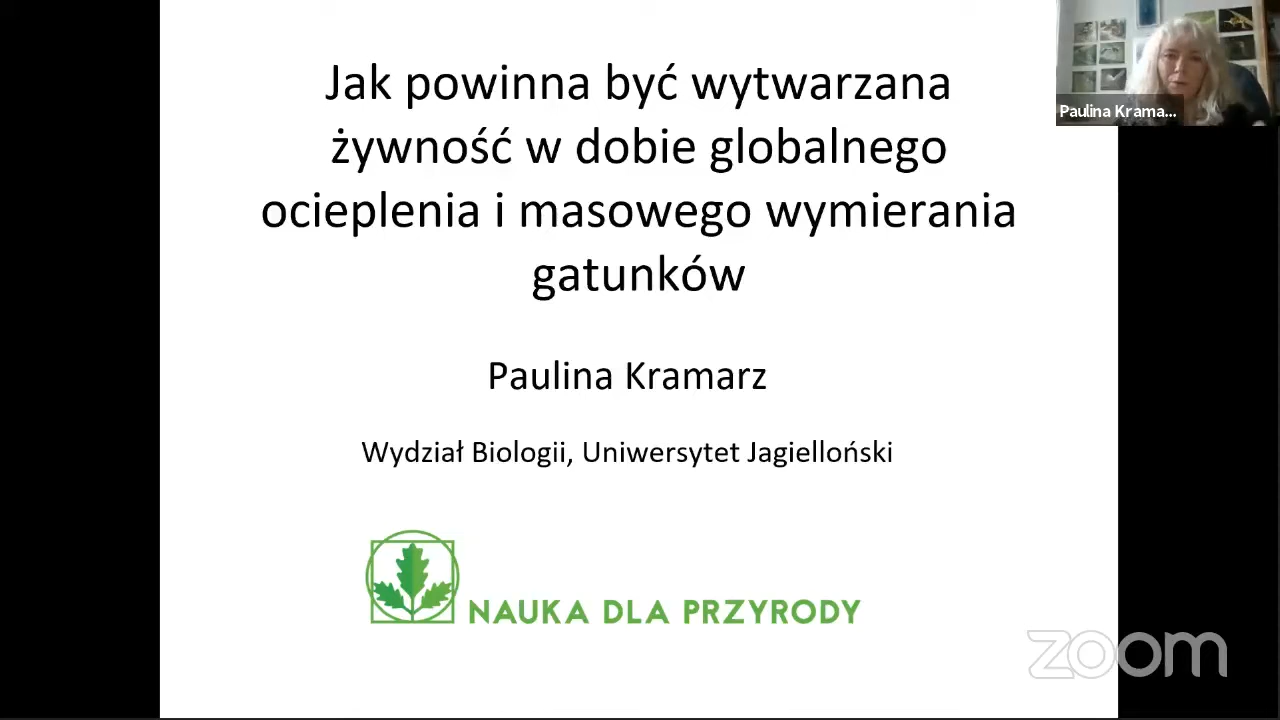 Jak powinna być wytwarzana
żywność w dobie globalnego
ocieplenia i masowego wymierania
gatunków
Paulina Kramarz
Wydział Biologii, Uniwersytet Jagielloński
NAUKA DLA PRZYRODY
Paulina Krama...
zoom